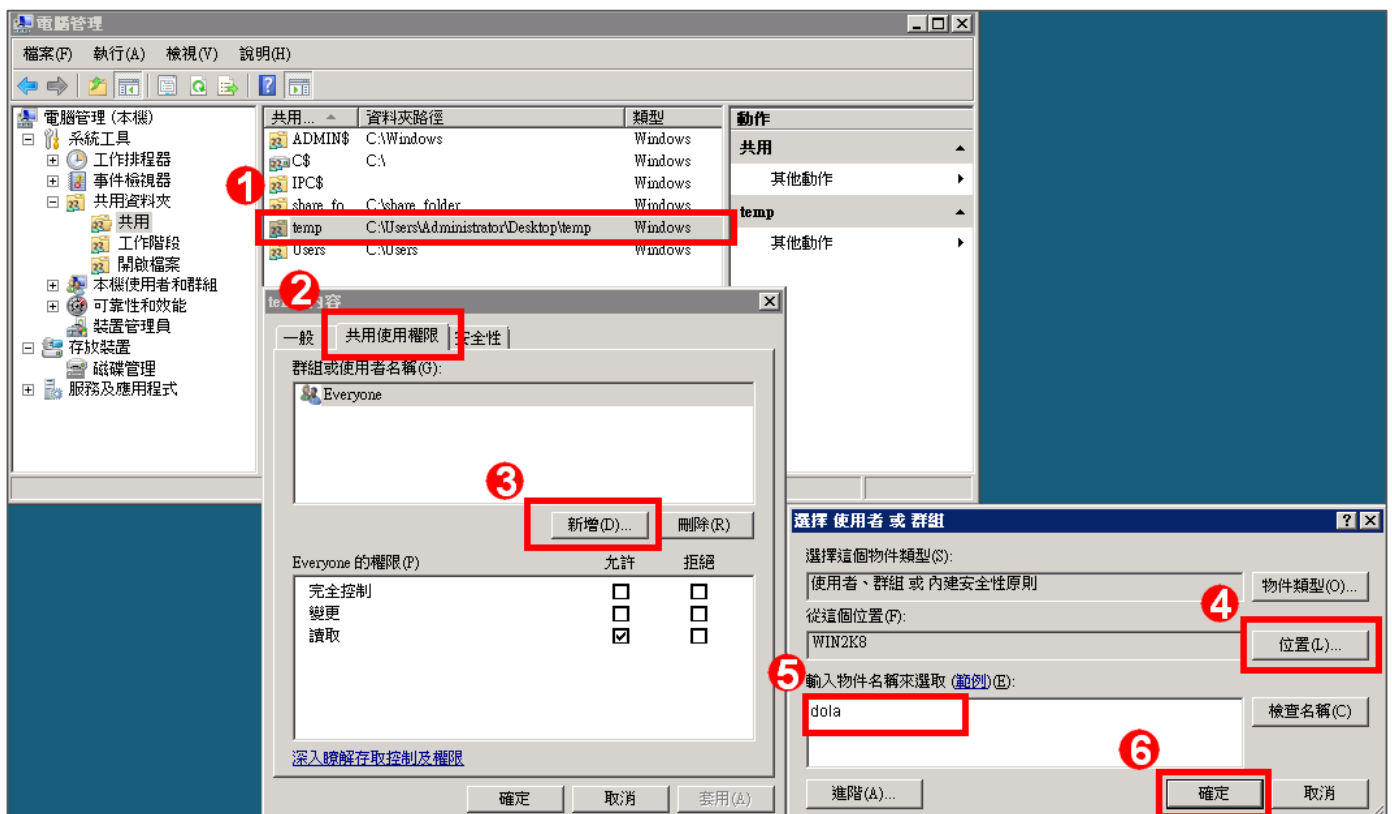 電腦管理
檔案(F) 執行(A) 檢視(V) 說明(H)
電腦管理 (本機)
系統工具
工作排程器
事件檢視器
共用資料夾
共用
工作階段
開啟檔案
本機使用者和群組
可靠性和效能
裝置管理員
存放裝置
磁碟管理
服務及應用程式
共用... 資料夾路徑 類型
ADMIN$ C:\Windows Windows
C$ C:\ Windows
IPC$ Windows
1
share_fo C:\share_folder Windows
temp C:\Users\Administrator\Desktop\temp Windows
Users C:\Users Windows
動作
共用
其他動作
temp
其他動作
2
內容
一般 共用使用權限 安全性
群組或使用者名稱(G):
Everyone
3
新增(D)... 刪除(R)
Everyone 的權限(P) 允許 拒絕
完全控制
變更
讀取
深入瞭解存取控制及權限
確定 取消 套用(A)
選擇 使用者 或 群組
選擇這個物件類型(S):
使用者、群組 或 內建安全性原則 物件類型(O)...
4
從這個位置(F):
WIN2K8 位置(L)...
5
輸入物件名稱來選取 (範例)(E):
dola 檢查名稱(C)
6
進階(A)... 確定 取消